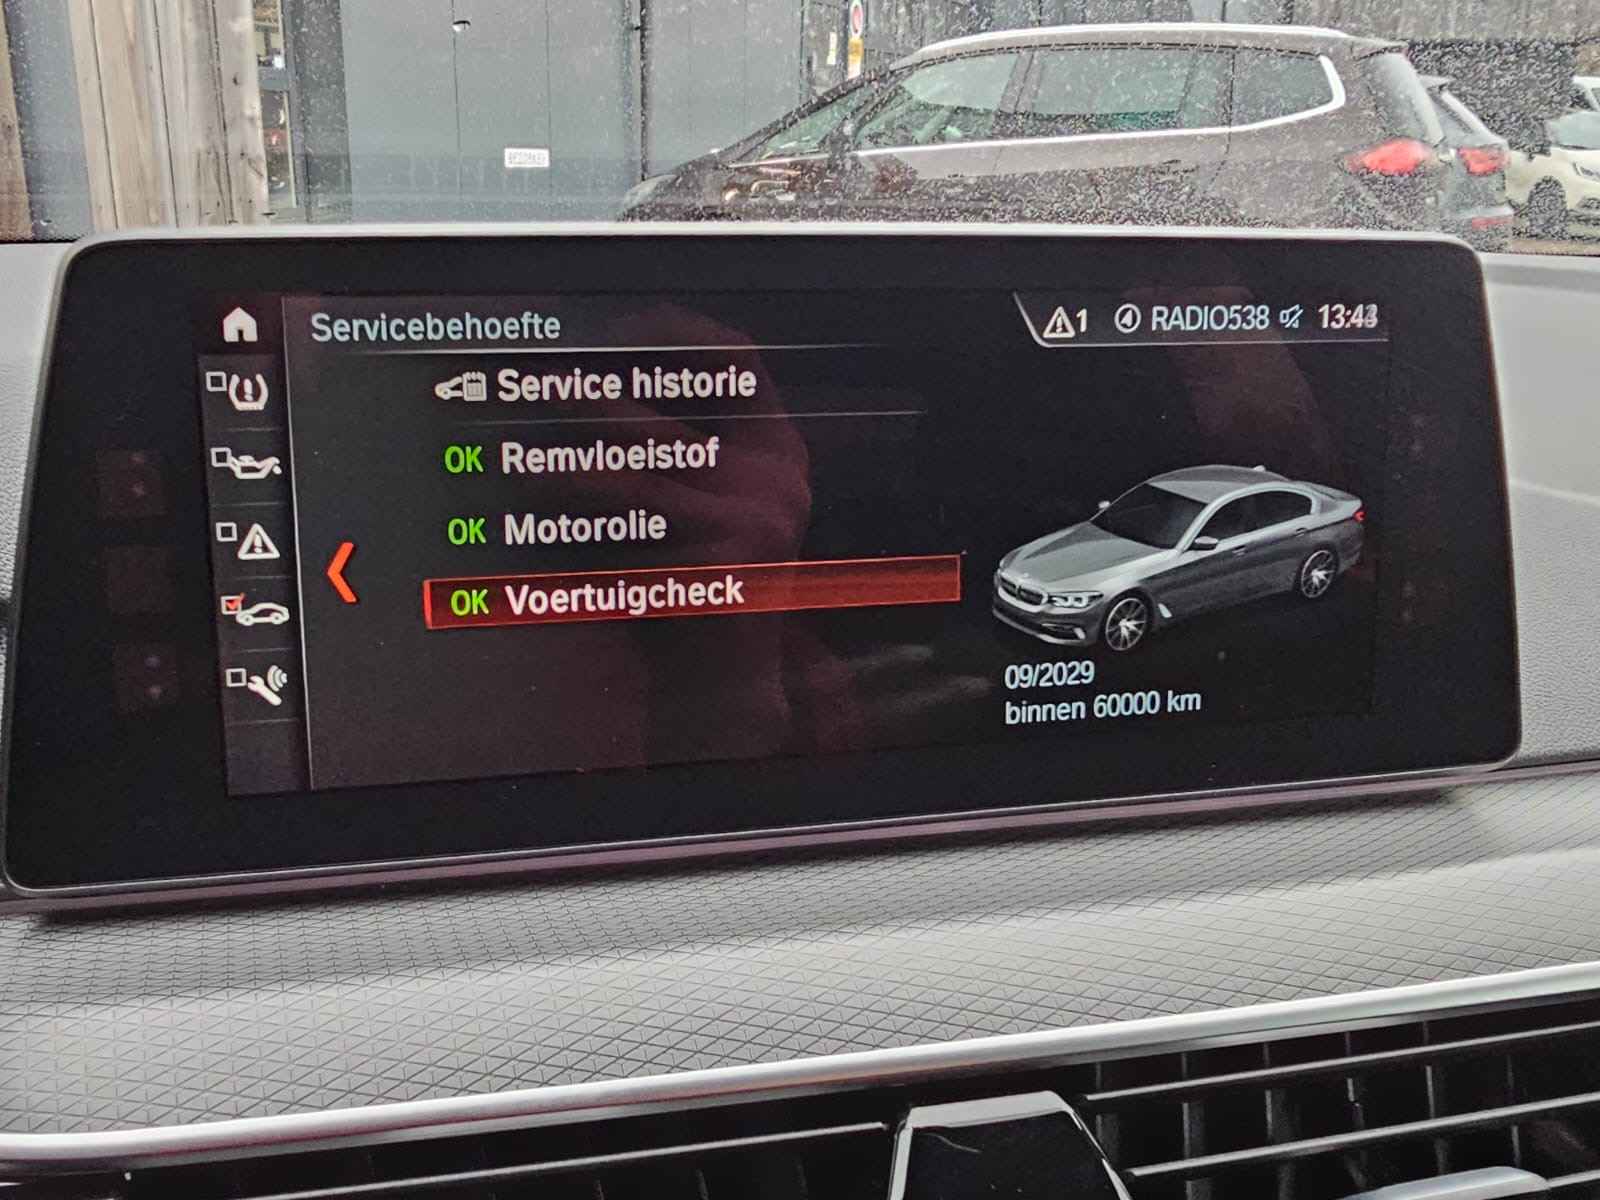 Servicebehoefte
1 RADIO538 13:43
Service historie
OK Remvloeistof
OK Motorolie
OK Voertuigcheck
09/2029
binnen 60000 km